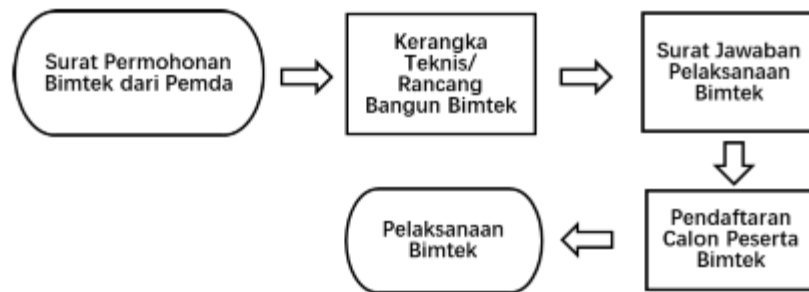 Surat Permohonan
Bimtek dari Pemda
Kerangka
Teknis/
Rancang
Bangun Bimtek
Surat Jawaban
Pelaksanaan
Bimtek
Pendaftaran
Calon Peserta
Bimtek
Pelaksanaan
Bimtek